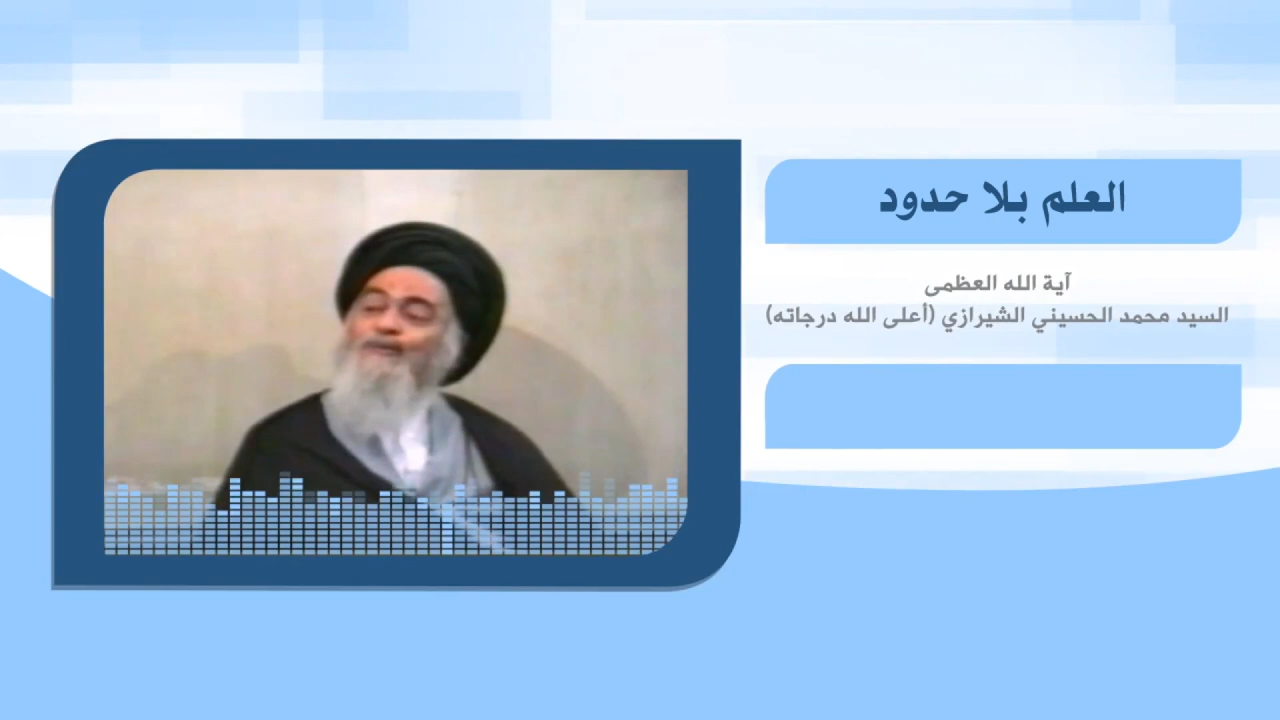 العلم بلا حدود
آية الله العظمى
السيد محمد الحسيني الشيرازي (أعلى الله درجاته)